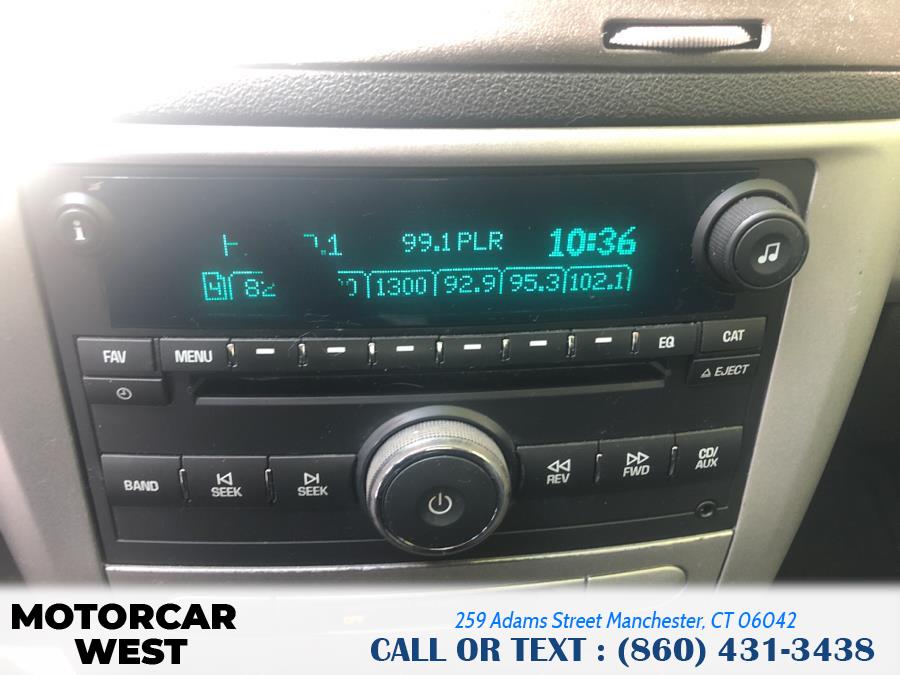 99.1 PLR 10:36
1300 92.9 95.3 102.1
i
FAV MENU EQ CAT
EJECT
BAND SEEK SEEK REV FWD CD/AUX
MOTORCAR WEST
259 Adams Street Manchester, CT 06042
CALL OR TEXT : (860) 431-3438